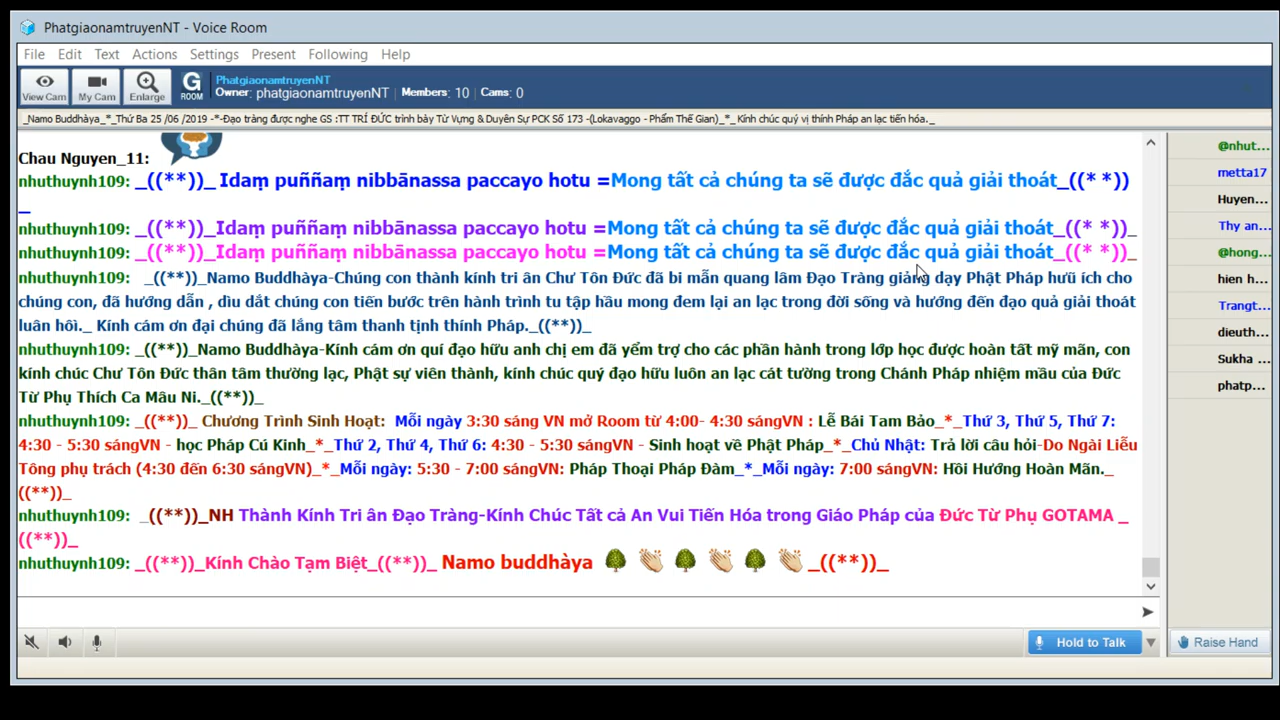 PhatgiaonamtruyenNT - Voice Room
File Edit Text Actions Settings Present Following Help
View Cam My Cam Enlarge G ROOM PhatgiaonamtruyenNT
Owner: phatgiaonamtruyenNT Members: 10 Cams: 0
_Namo Buddhàya_*_Thứ Ba 25 /06 /2019 -*-Đạo tràng được nghe GS :TT TRÍ ĐỨC trình bày Từ Vựng & Duyên Sự PCK Số 173 -(Lokavaggo - Phẩm Thế Gian)_*_ Kính chúc quý vị thính Pháp an lạc tiến hóa._
Chau Nguyen_11:
nhuthuynh109: _((**))_ Idaṃ puññaṃ nibbānassa paccayo hotu =Mong tất cả chúng ta sẽ được đắc quả giải thoát_((* *))
_
nhuthuynh109: _((**))_Idaṃ puññaṃ nibbānassa paccayo hotu =Mong tất cả chúng ta sẽ được đắc quả giải thoát_((* *))_
nhuthuynh109: _((**))_Idaṃ puññaṃ nibbānassa paccayo hotu =Mong tất cả chúng ta sẽ được đắc quả giải thoát_((* *))_
nhuthuynh109: _((**))_Namo Buddhàya-Chúng con thành kính tri ân Chư Tôn Đức đã bi mẫn quang lâm Đạo Tràng giảng dạy Phật Pháp hưũ ích cho
chúng con, đã hướng dẫn , dìu dắt chúng con tiến bước trên hành trình tu tập hầu mong đem lại an lạc trong đời sống và hướng đến đạo quả giải thoát
luân hồi._ Kính cám ơn đại chúng đã lắng tâm thanh tịnh thính Pháp._((**))_
nhuthuynh109: _((**))_Namo Buddhàya-Kính cám ơn quí đạo hữu anh chị em đã yểm trợ cho các phần hành trong lớp học được hoàn tất mỹ mãn, con
kính chúc Chư Tôn Đức thân tâm thường lạc, Phật sự viên thành, kính chúc quý đạo hữu luôn an lạc cát tường trong Chánh Pháp nhiệm mầu của Đức
Từ Phụ Thích Ca Mâu Ni._((**))_
nhuthuynh109: _((**))_ Chương Trình Sinh Hoạt: Mỗi ngày 3:30 sáng VN mở Room từ 4:00- 4:30 sángVN : Lễ Bái Tam Bảo_*_Thứ 3, Thứ 5, Thứ 7:
4:30 - 5:30 sángVN - học Pháp Cú Kinh_*_Thứ 2, Thứ 4, Thứ 6: 4:30 - 5:30 sángVN - Sinh hoạt về Phật Pháp_*_Chủ Nhật: Trả lời câu hỏi-Do Ngài Liễu
Tông phụ trách (4:30 đến 6:30 sángVN)_*_Mỗi ngày: 5:30 - 7:00 sángVN: Pháp Thoại Pháp Đàm_*_Mỗi ngày: 7:00 sángVN: Hồi Hướng Hoàn Mãn._
((**))_
nhuthuynh109: _((**))_NH Thành Kính Tri ân Đạo Tràng-Kính Chúc Tất cả An Vui Tiến Hóa trong Giáo Pháp của Đức Từ Phụ GOTAMA _
((**))_
nhuthuynh109: _((**))_Kính Chào Tạm Biệt_((**))_ Namo buddhàya _((**))_
@nhut...
metta17
Huyen...
Thy an...
@hong...
hien h...
Trangt...
dieuth...
Sukha ...
phatp...
Hold to Talk Raise Hand